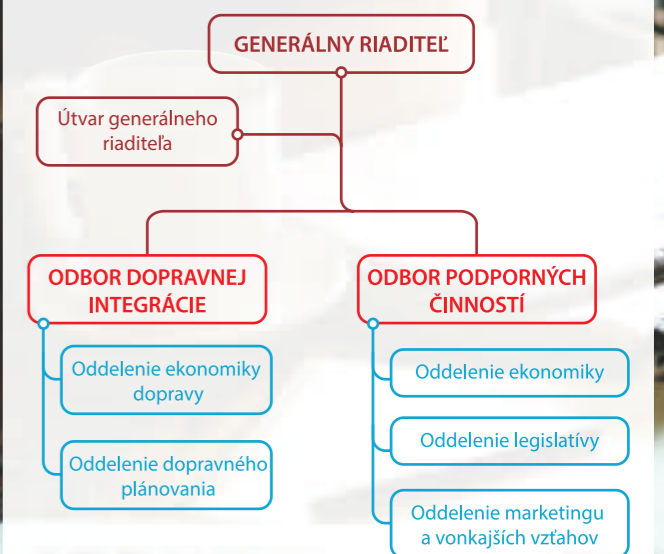 GENERÁLNY RIADITEĽ
Útvar generálneho
riaditeľa
ODBOR DOPRAVNEJ
INTEGRÁCIE
Oddelenie ekonomiky
dopravy
Oddelenie dopravného
plánovania
ODBOR PODPORNÝCH
ČINNOSTÍ
Oddelenie ekonomiky
Oddelenie legislatívy
Oddelenie marketingu
a vonkajších vzťahov